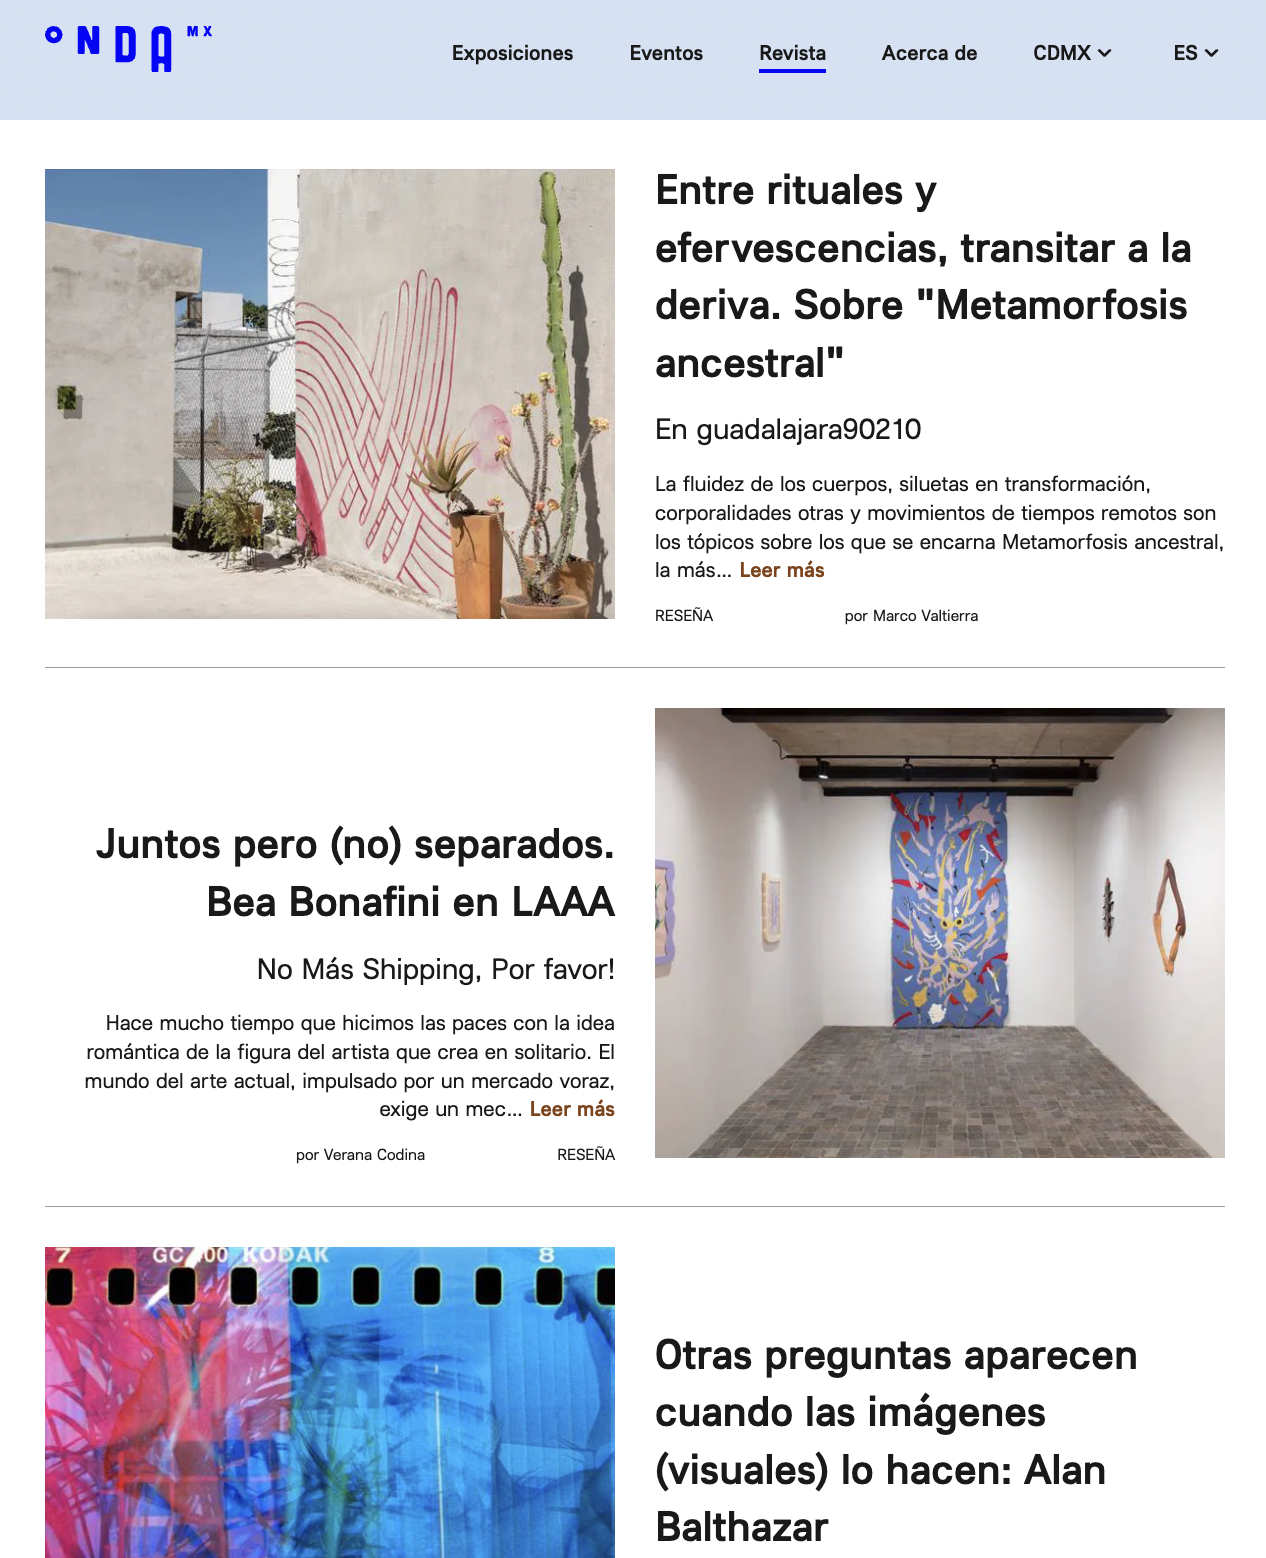 ONDA MX
Exposiciones
Eventos
Revista
Acerca de
CDMX
ES
Entre rituales y
efervescencias, transitar a la
deriva. Sobre "Metamorfosis
ancestral"
En guadalajara90210
La fluidez de los cuerpos, siluetas en transformación,
corporalidades otras y movimientos de tiempos remotos son
los tópicos sobre los que se encarna Metamorfosis ancestral,
la más... Leer más
RESEÑA
por Marco Valtierra
Juntos pero (no) separados.
Bea Bonafini en LAAA
No Más Shipping, Por favor!
Hace mucho tiempo que hicimos las paces con la idea
romántica de la figura del artista que crea en solitario. El
mundo del arte actual, impulsado por un mercado voraz,
exige un mec... Leer más
por Verana Codina
RESEÑA
7
GC 400 KODAK
8
Otras preguntas aparecen
cuando las imágenes
(visuales) lo hacen: Alan
Balthazar